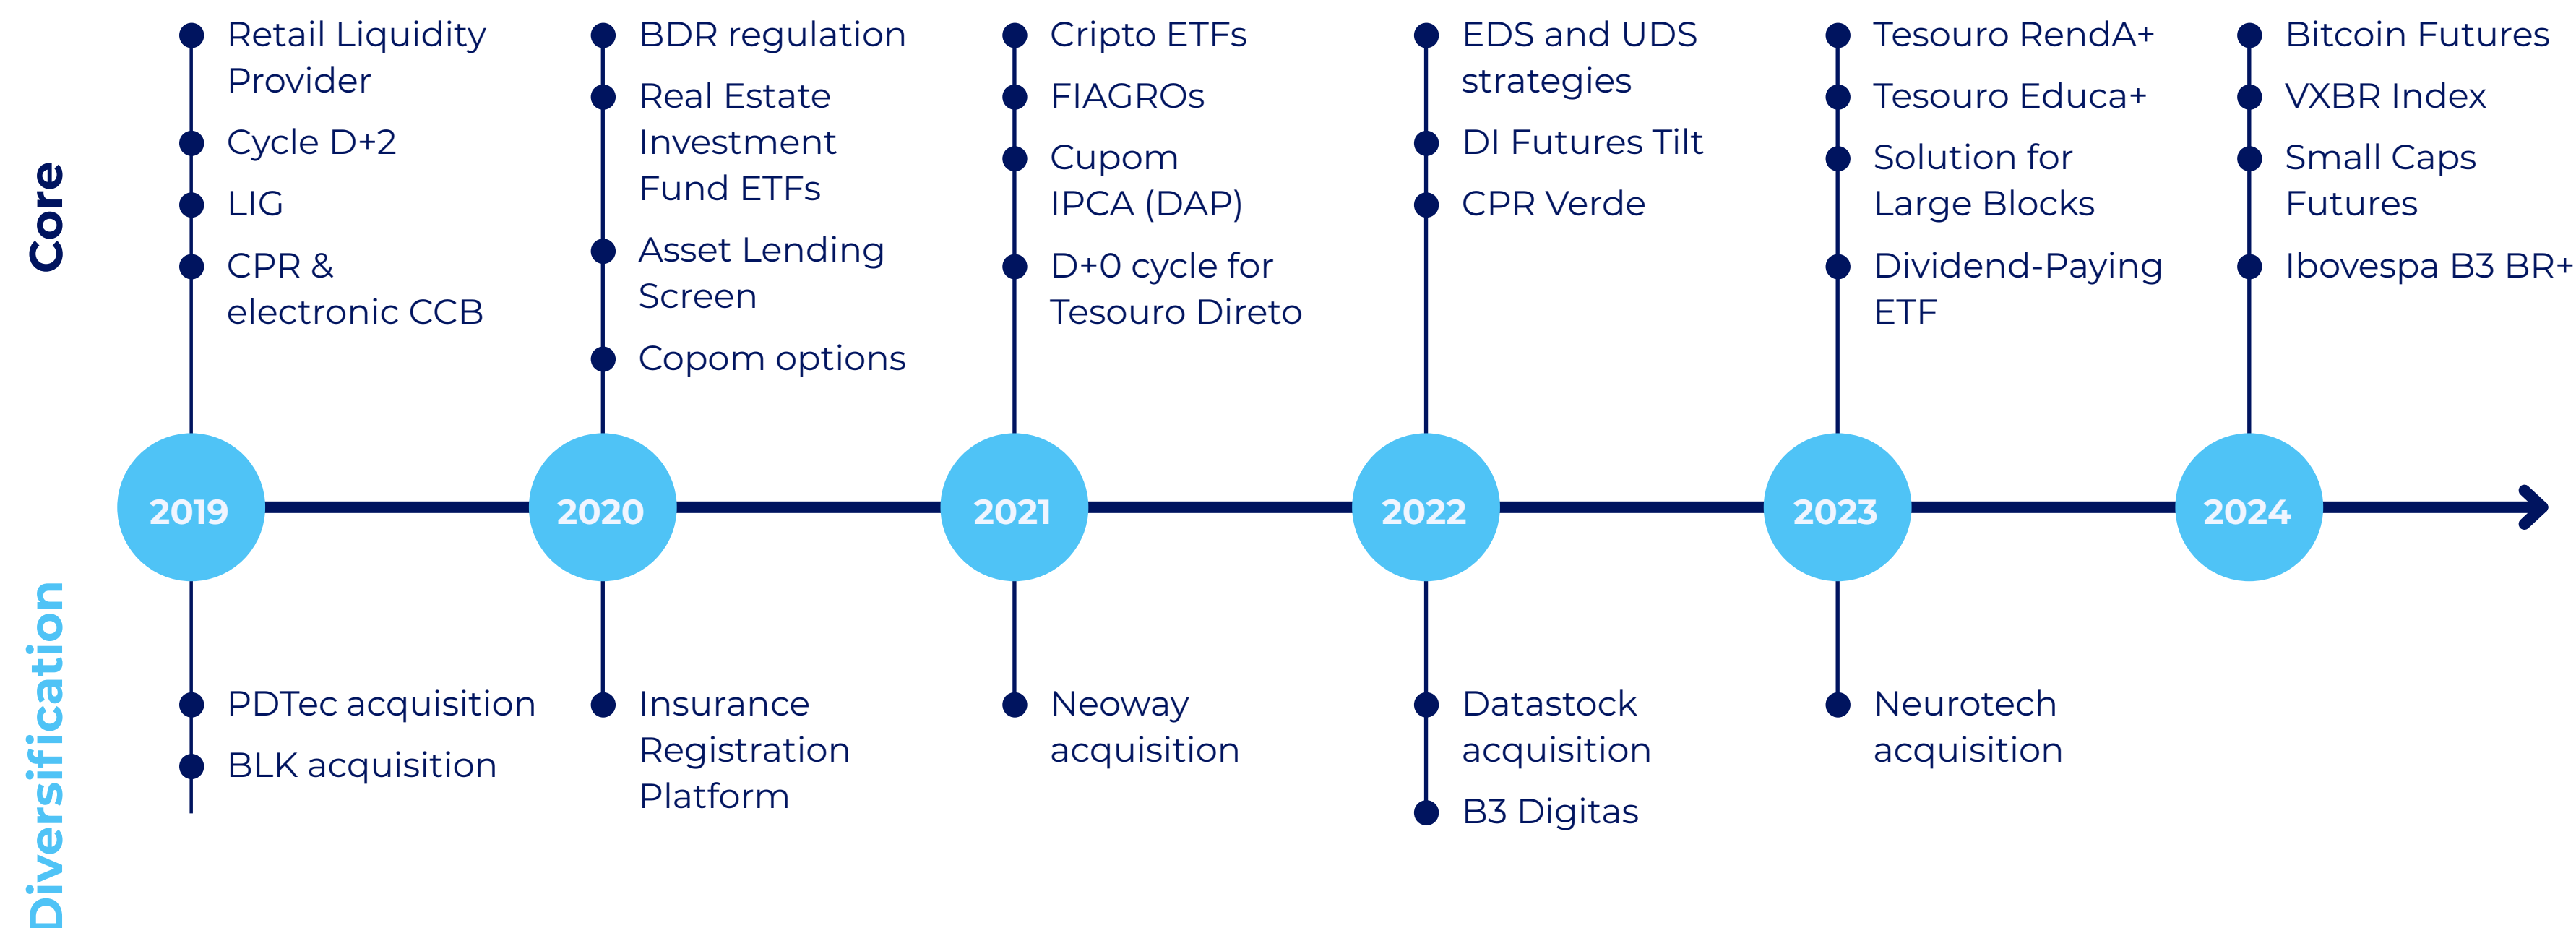 Core
Retail Liquidity
Provider
Cycle D+2
LIG
CPR &
electronic CCB
BDR regulation
Real Estate
Investment
Fund ETFs
Asset Lending
Screen
Copom options
Cripto ETFs
FIAGROs
Cupom
IPCA (DAP)
D+0 cycle for
Tesouro Direto
EDS and UDS
strategies
DI Futures Tilt
CPR Verde
Tesouro RendA+
Tesouro Educa+
Solution for
Large Blocks
Dividend-Paying
ETF
Bitcoin Futures
VXBR Index
Small Caps
Futures
Ibovespa B3 BR+
2019
2020
2021
2022
2023
2024
Diversification
PDTec acquisition
BLK acquisition
Insurance
Registration
Platform
Neoway
acquisition
Datastock
acquisition
B3 Digitas
Neurotech
acquisition